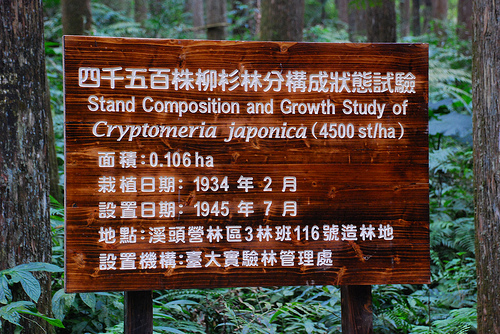 四千五百株柳杉林分構成狀態試驗
Stand Composition and Growth Study of
Cryptomeria japonica (4500 st/ha)
面積:0.106 ha
栽植日期: 1934 年 2 月
設置日期: 1945 年 7 月
地點:溪頭營林區3林班116號造林地
設置機構:臺大實驗林管理處